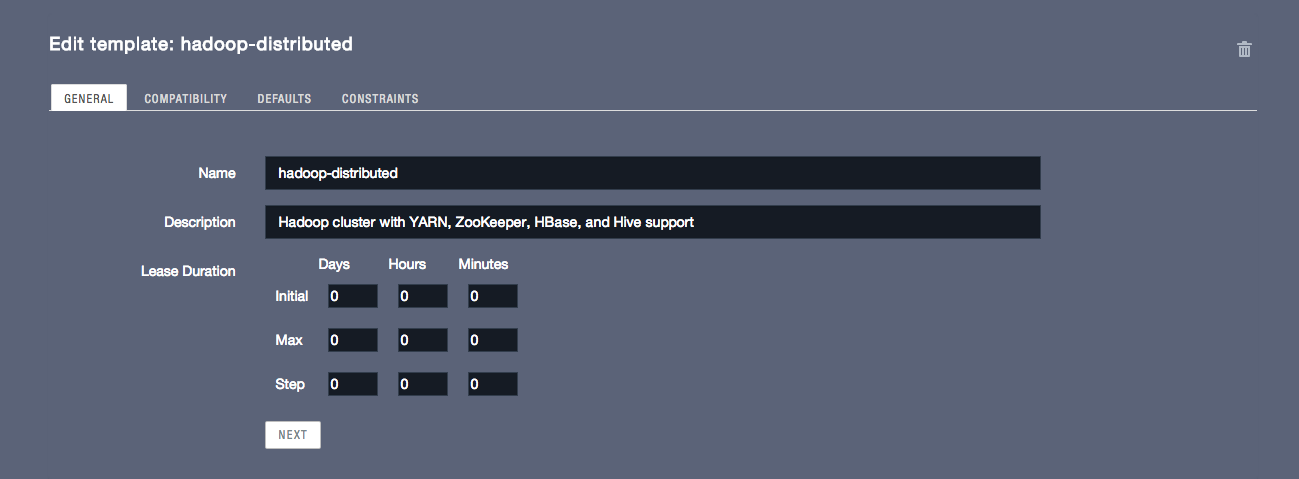 Edit template: hadoop-distributed
GENERAL COMPATIBILITY DEFAULTS CONSTRAINTS
Name hadoop-distributed
Description Hadoop cluster with YARN, ZooKeeper, HBase, and Hive support
Lease Duration Days Hours Minutes
Initial 0 0 0
Max 0 0 0
Step 0 0 0
NEXT